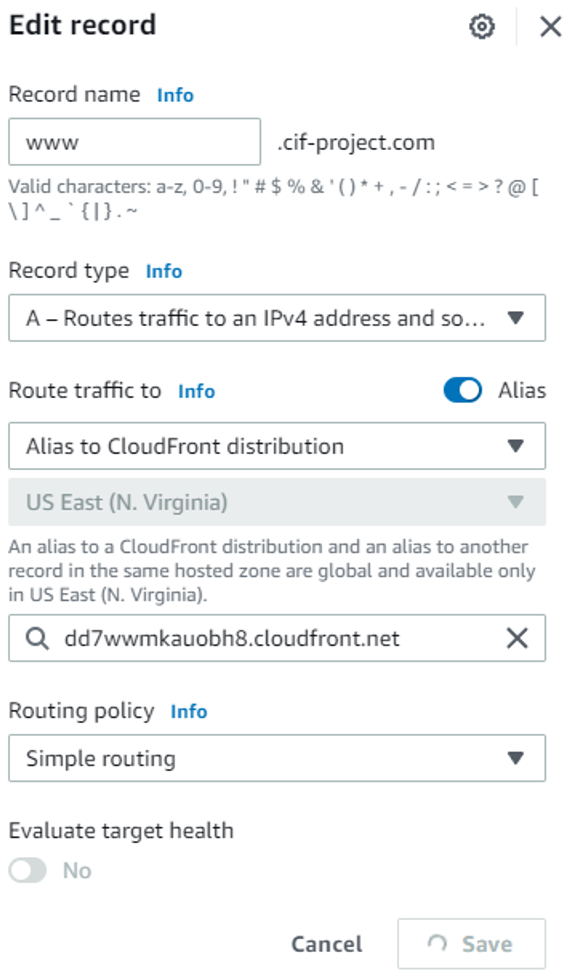 Edit record
Record name Info
www .cif-project.com
Valid characters: a-z, 0-9, ! " # $ % & ' ( ) * + , - / : ; < = > ? @ [
\ ] ^ _ ` { | } . ~
Record type Info
A – Routes traffic to an IPv4 address and so...
Route traffic to Info Alias
Alias to CloudFront distribution
US East (N. Virginia)
An alias to a CloudFront distribution and an alias to another
record in the same hosted zone are global and available only
in US East (N. Virginia).
dd7wwmkauobh8.cloudfront.net
Routing policy Info
Simple routing
Evaluate target health
No
Cancel Save